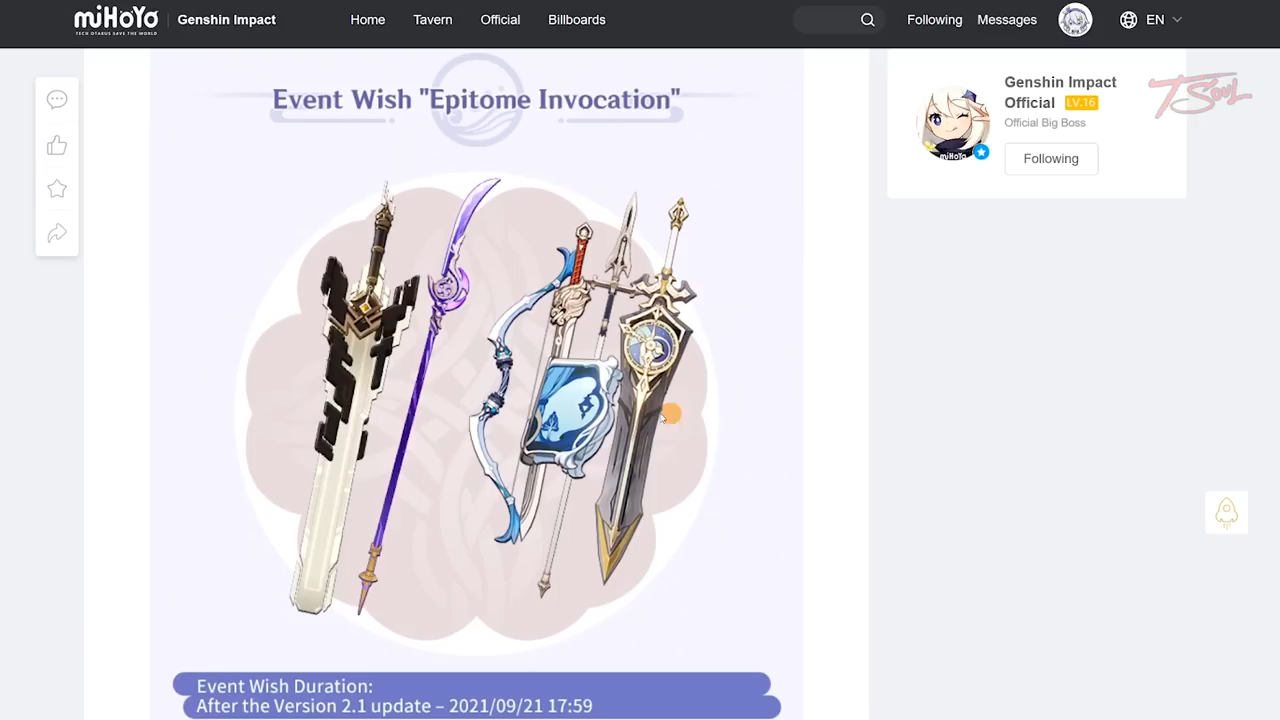 miHoYo
TECH OTAKUS SAVE THE WORLD
Genshin Impact
Home
Tavern
Official
Billboards
Following
Messages
EN
Event Wish "Epitome Invocation"
Genshin Impact
Official LV.16
Official Big Boss
miHoYo
Following
TSOUL
Event Wish Duration:
After the Version 2.1 update – 2021/09/21 17:59